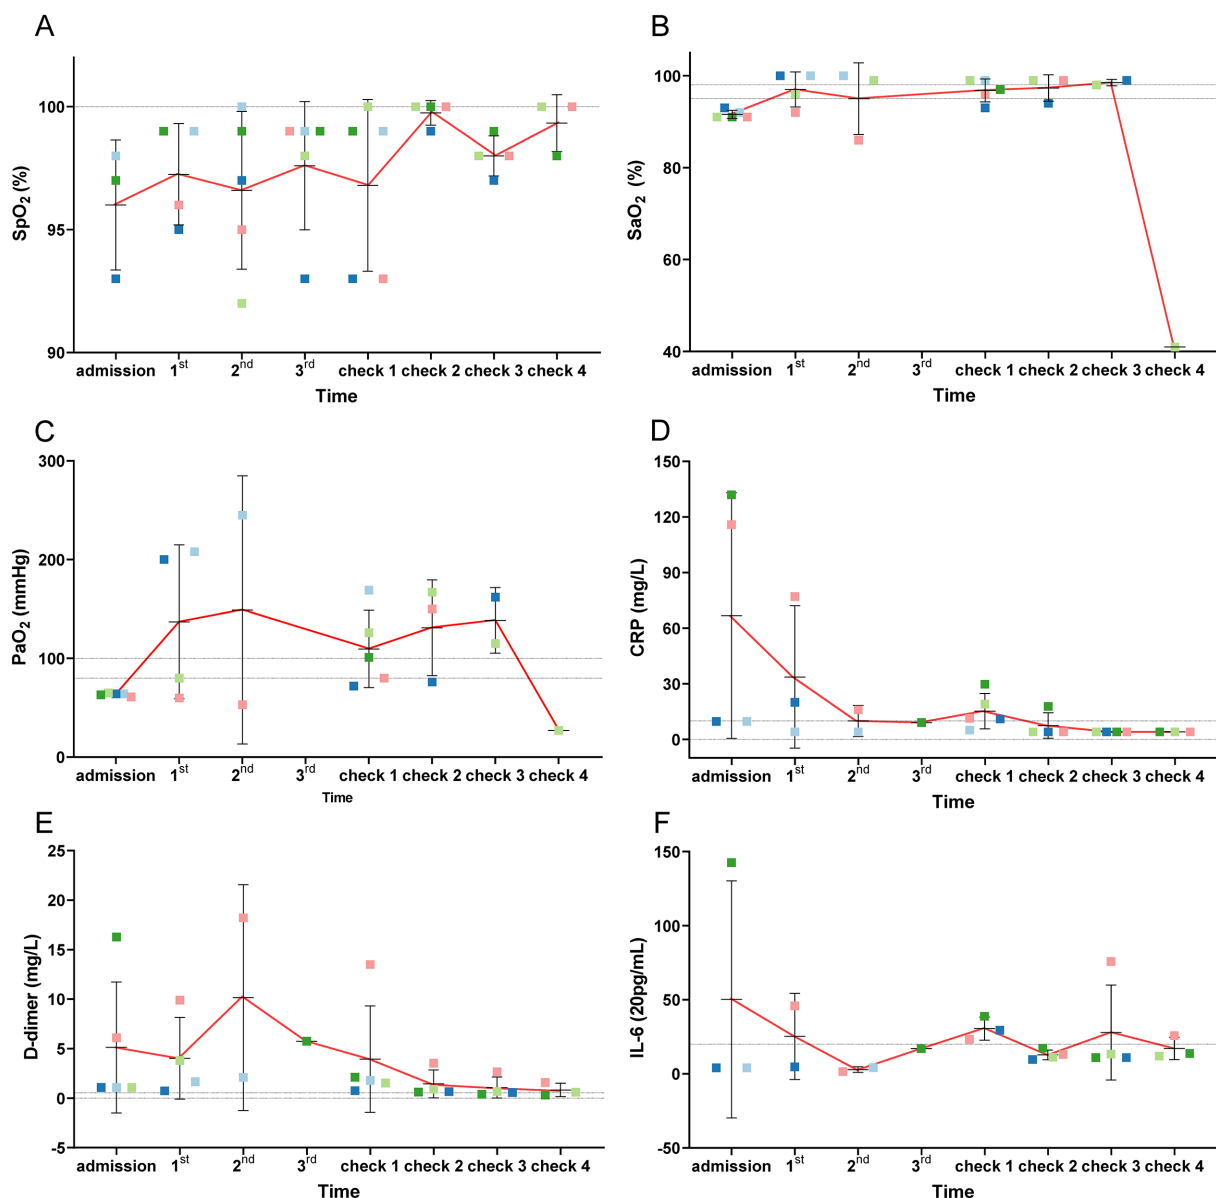 A
SpO2 (%)
100
95
90
admission 1st 2nd 3rd check 1 check 2 check 3 check 4
Time
B
SaO2 (%)
100
80
60
40
admission 1st 2nd 3rd check 1 check 2 check 3 check 4
Time
C
PaO2 (mmHg)
300
200
100
0
admission 1st 2nd 3rd check 1 check 2 check 3 check 4
Time
D
CRP (mg/L)
150
120
90
60
30
0
admission 1st 2nd 3rd check 1 check 2 check 3 check 4
Time
E
D-dimer (mg/L)
25
20
15
10
5
0
-5
admission 1st 2nd 3rd check 1 check 2 check 3 check 4
Time
F
IL-6 (20pg/mL)
150
100
50
0
-50
admission 1st 2nd 3rd check 1 check 2 check 3 check 4
Time